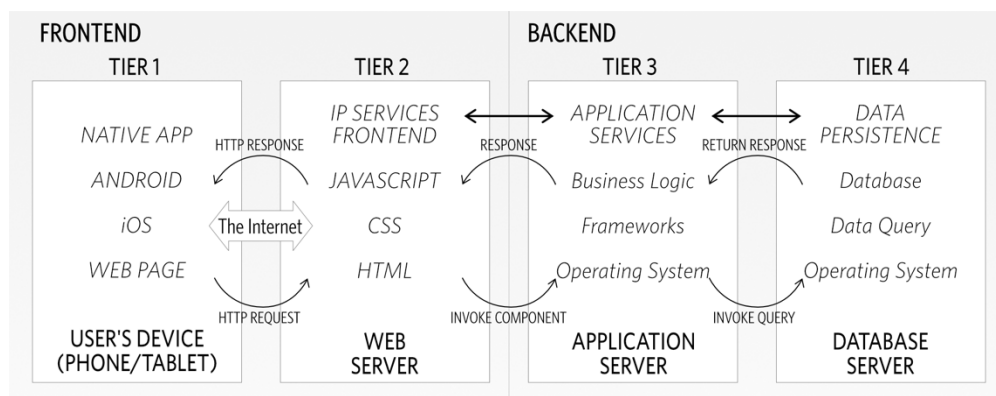 FRONTEND
BACKEND
TIER 1
TIER 2
TIER 3
TIER 4
NATIVE APP
ANDROID
iOS
WEB PAGE
USER'S DEVICE
(PHONE/TABLET)
HTTP RESPONSE
The Internet
HTTP REQUEST
IP SERVICES
FRONTEND
JAVASCRIPT
CSS
HTML
WEB
SERVER
RESPONSE
INVOKE COMPONENT
APPLICATION
SERVICES
Business Logic
Frameworks
Operating System
APPLICATION
SERVER
RETURN RESPONSE
INVOKE QUERY
DATA
PERSISTENCE
Database
Data Query
Operating System
DATABASE
SERVER